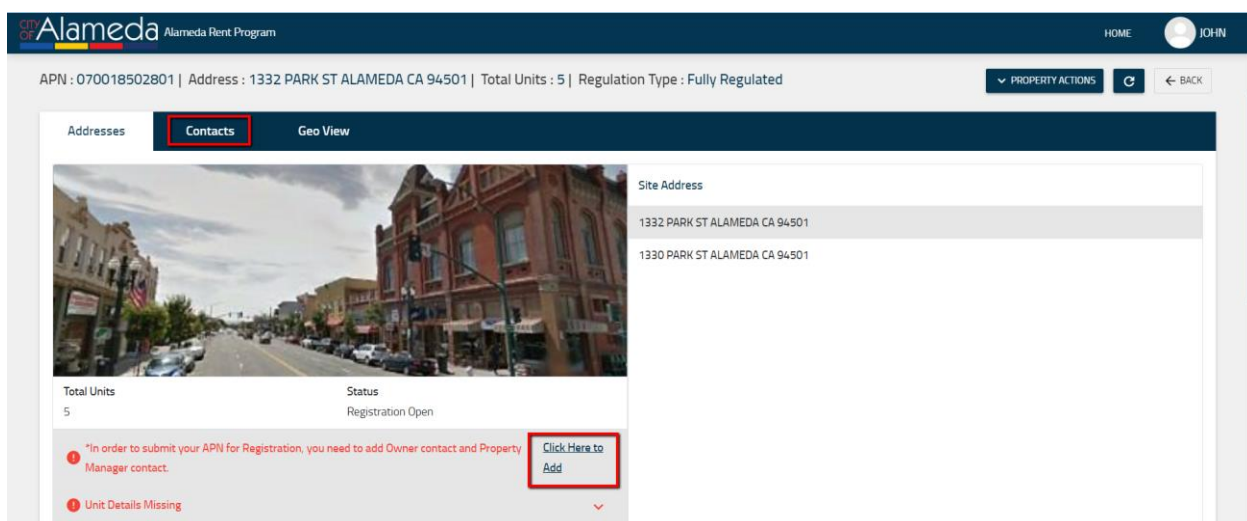 CITY OF Alameda Alameda Rent Program
HOME
JOHN
APN : 070018502801 | Address : 1332 PARK ST ALAMEDA CA 94501 | Total Units : 5 | Regulation Type : Fully Regulated
PROPERTY ACTIONS
BACK
Addresses
Contacts
Geo View
Site Address
1332 PARK ST ALAMEDA CA 94501
1330 PARK ST ALAMEDA CA 94501
Total Units
Status
5
Registration Open
*In order to submit your APN for Registration, you need to add Owner contact and Property
Manager contact.
Click Here to
Add
Unit Details Missing